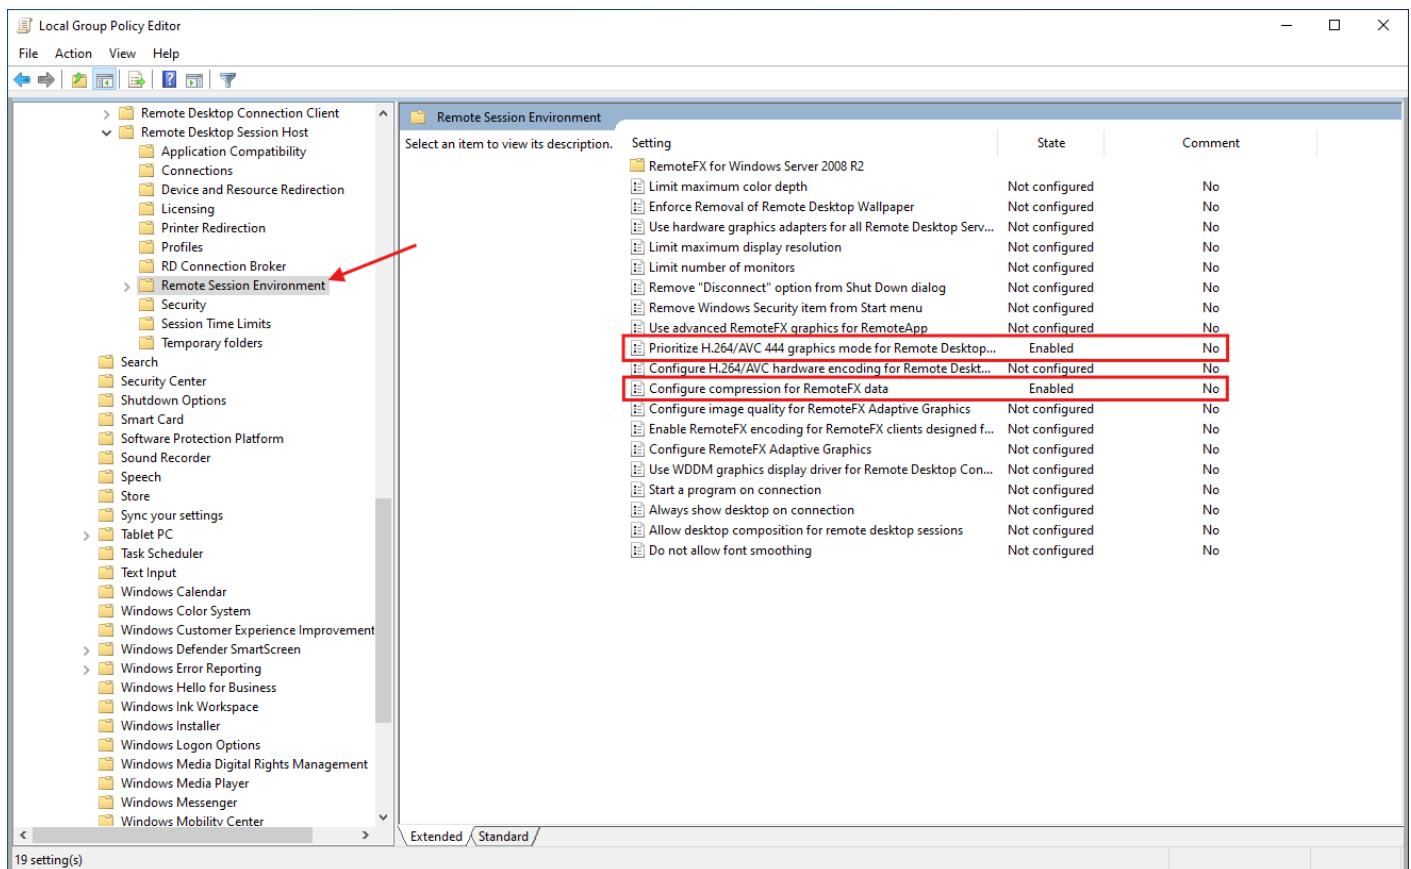 Local Group Policy Editor
File Action View Help
Remote Desktop Connection Client
Remote Desktop Session Host
Application Compatibility
Connections
Device and Resource Redirection
Licensing
Printer Redirection
Profiles
RD Connection Broker
Remote Session Environment
Security
Session Time Limits
Temporary folders
Search
Security Center
Shutdown Options
Smart Card
Software Protection Platform
Sound Recorder
Speech
Store
Sync your settings
Tablet PC
Task Scheduler
Text Input
Windows Calendar
Windows Color System
Windows Customer Experience Improvement
Windows Defender SmartScreen
Windows Error Reporting
Windows Hello for Business
Windows Ink Workspace
Windows Installer
Windows Logon Options
Windows Media Digital Rights Management
Windows Media Player
Windows Messenger
Windows Mobility Center
Remote Session Environment
Select an item to view its description.
Setting State Comment
RemoteFX for Windows Server 2008 R2
Limit maximum color depth Not configured No
Enforce Removal of Remote Desktop Wallpaper Not configured No
Use hardware graphics adapters for all Remote Desktop Serv... Not configured No
Limit maximum display resolution Not configured No
Limit number of monitors Not configured No
Remove "Disconnect" option from Shut Down dialog Not configured No
Remove Windows Security item from Start menu Not configured No
Use advanced RemoteFX graphics for RemoteApp Not configured No
Prioritize H.264/AVC 444 graphics mode for Remote Desktop... Enabled No
Configure H.264/AVC hardware encoding for Remote Deskt... Not configured No
Configure compression for RemoteFX data Enabled No
Configure image quality for RemoteFX Adaptive Graphics Not configured No
Enable RemoteFX encoding for RemoteFX clients designed f... Not configured No
Configure RemoteFX Adaptive Graphics Not configured No
Use WDDM graphics display driver for Remote Desktop Con... Not configured No
Start a program on connection Not configured No
Always show desktop on connection Not configured No
Allow desktop composition for remote desktop sessions Not configured No
Do not allow font smoothing Not configured No
Extended Standard
19 setting(s)